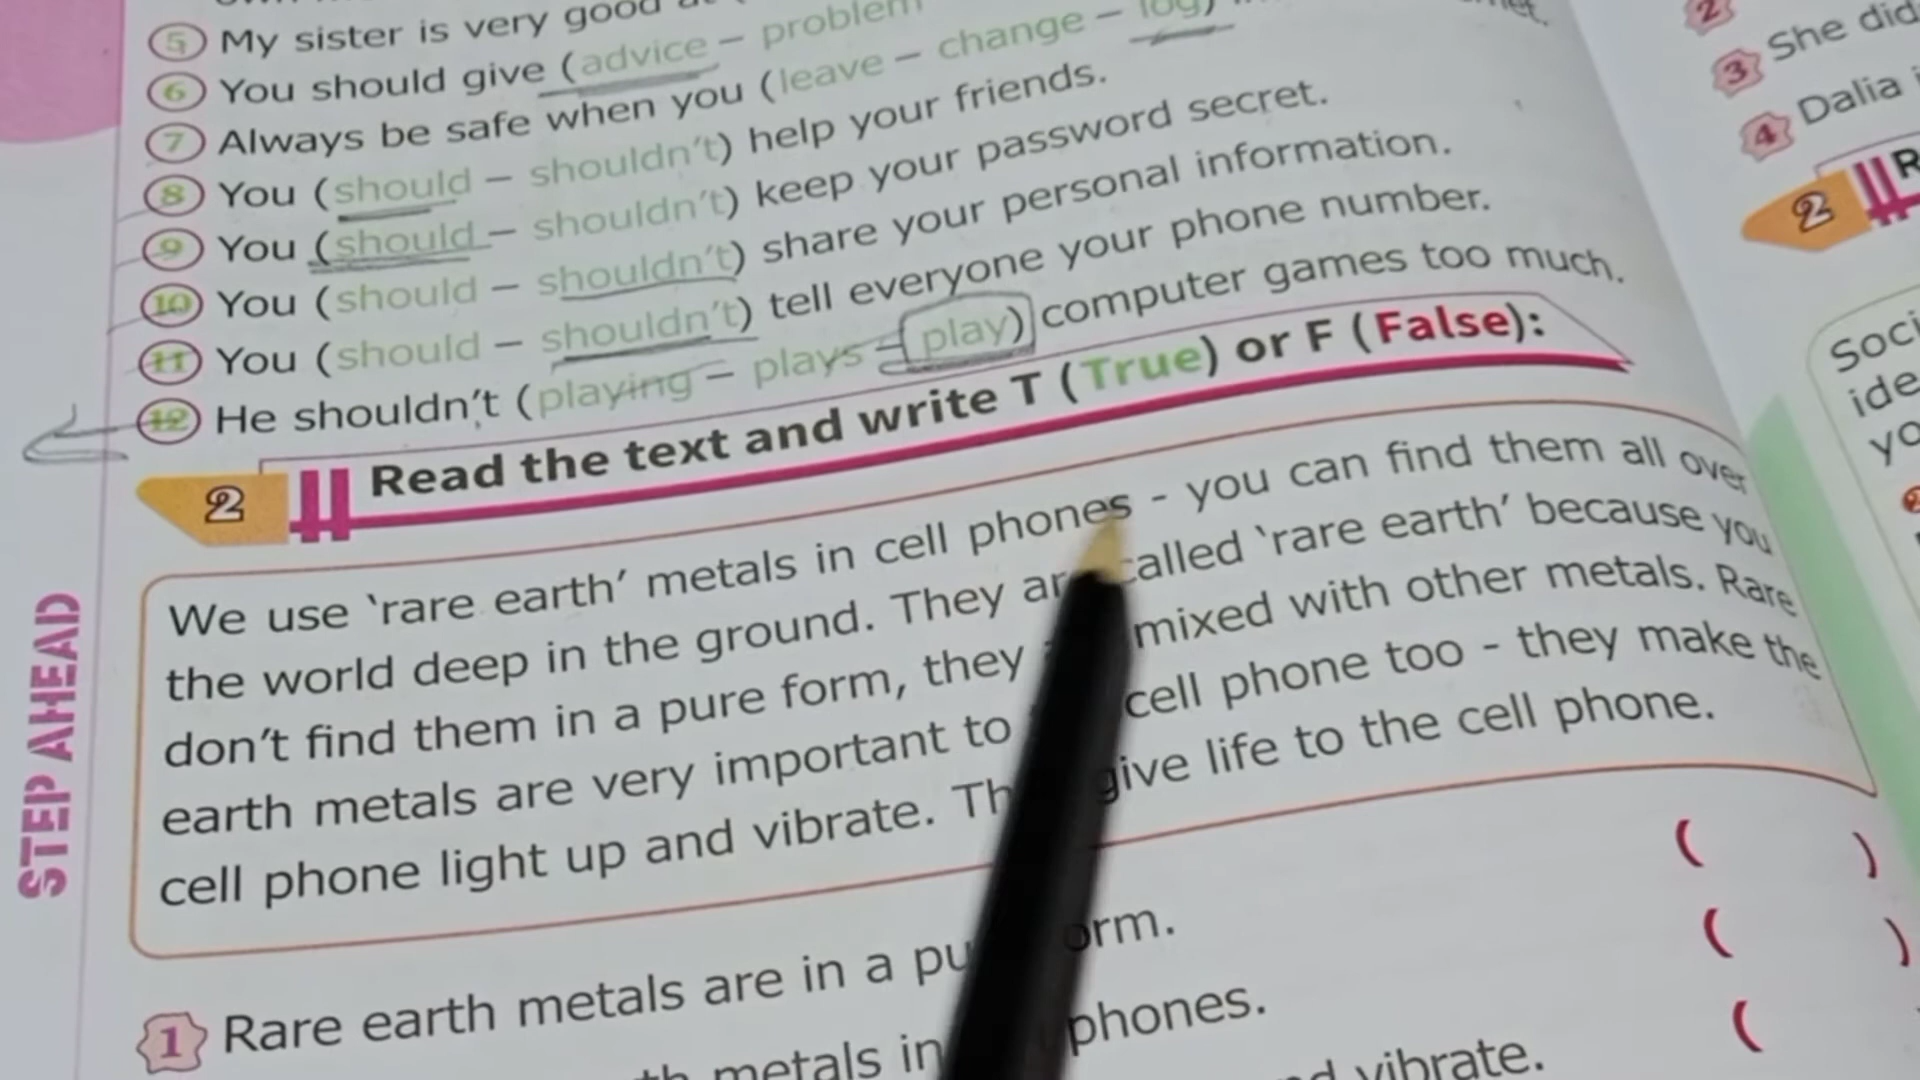 5 My sister is very good
6 You should give (advice – problem
7 Always be safe when you (leave – change – log)
8 You (should – shouldn't) help your friends.
9 You (should – shouldn't) keep your password secret.
10 You (should – shouldn't) share your personal information.
11 You (should – shouldn't) tell everyone your phone number.
12 He shouldn't (playing – plays – play) computer games too much.
2 Read the text and write T (True) or F (False):
We use 'rare earth' metals in cell phones - you can find them all over
the world deep in the ground. They are called 'rare earth' because you
don't find them in a pure form, they mixed with other metals. Rare
earth metals are very important to cell phone too - they make the
cell phone light up and vibrate. They give life to the cell phone.
1 Rare earth metals are in a pure form. ( )
metals in phones. ( )
vibrate. (
STEP AHEAD
2
3 She did
4 Dalia
2 R
Soci
ide
yo